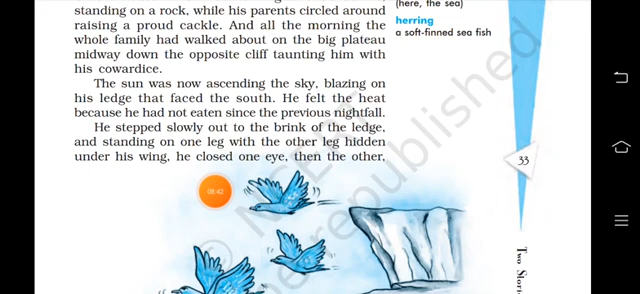 standing on a rock, while his parents circled around
raising a proud cackle. And all the morning the
whole family had walked about on the big plateau
midway down the opposite cliff taunting him with
his cowardice.
The sun was now ascending the sky, blazing on
his ledge that faced the south. He felt the heat
because he had not eaten since the previous nightfall.
He stepped slowly out to the brink of the ledge,
and standing on one leg with the other leg hidden
under his wing, he closed one eye, then the other,
(here, the sea)
herring
a soft-finned sea fish
33
08:42
© NCERT
republished